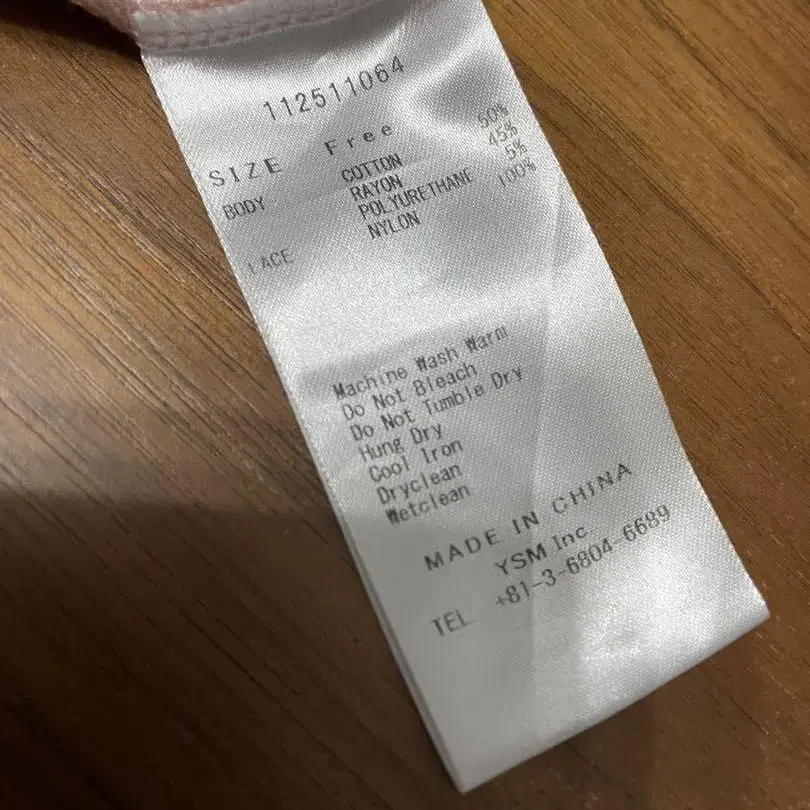 112511064
SIZE Free
BODY COTTON 50%
RAYON 45%
POLYURETHANE 5%
LACE NYLON 100%
Machine Wash Warm
Do Not Bleach
Do Not Tumble Dry
Hung Dry
Cool Iron
Dryclean
Wetclean
MADE IN CHINA
YSM Inc.
TEL +81-3-6804-6689